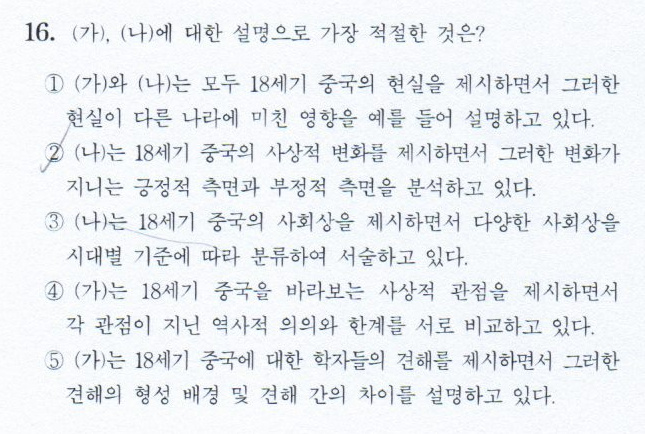 16. (가), (나)에 대한 설명으로 가장 적절한 것은?
① (가)와 (나)는 모두 18세기 중국의 현실을 제시하면서 그러한
현실이 다른 나라에 미친 영향을 예를 들어 설명하고 있다.
② (나)는 18세기 중국의 사상적 변화를 제시하면서 그러한 변화가
지니는 긍정적 측면과 부정적 측면을 분석하고 있다.
③ (나)는 18세기 중국의 사회상을 제시하면서 다양한 사회상을
시대별 기준에 따라 분류하여 서술하고 있다.
④ (가)는 18세기 중국을 바라보는 사상적 관점을 제시하면서
각 관점이 지닌 역사적 의의와 한계를 서로 비교하고 있다.
⑤ (가)는 18세기 중국에 대한 학자들의 견해를 제시하면서 그러한
견해의 형성 배경 및 견해 간의 차이를 설명하고 있다.